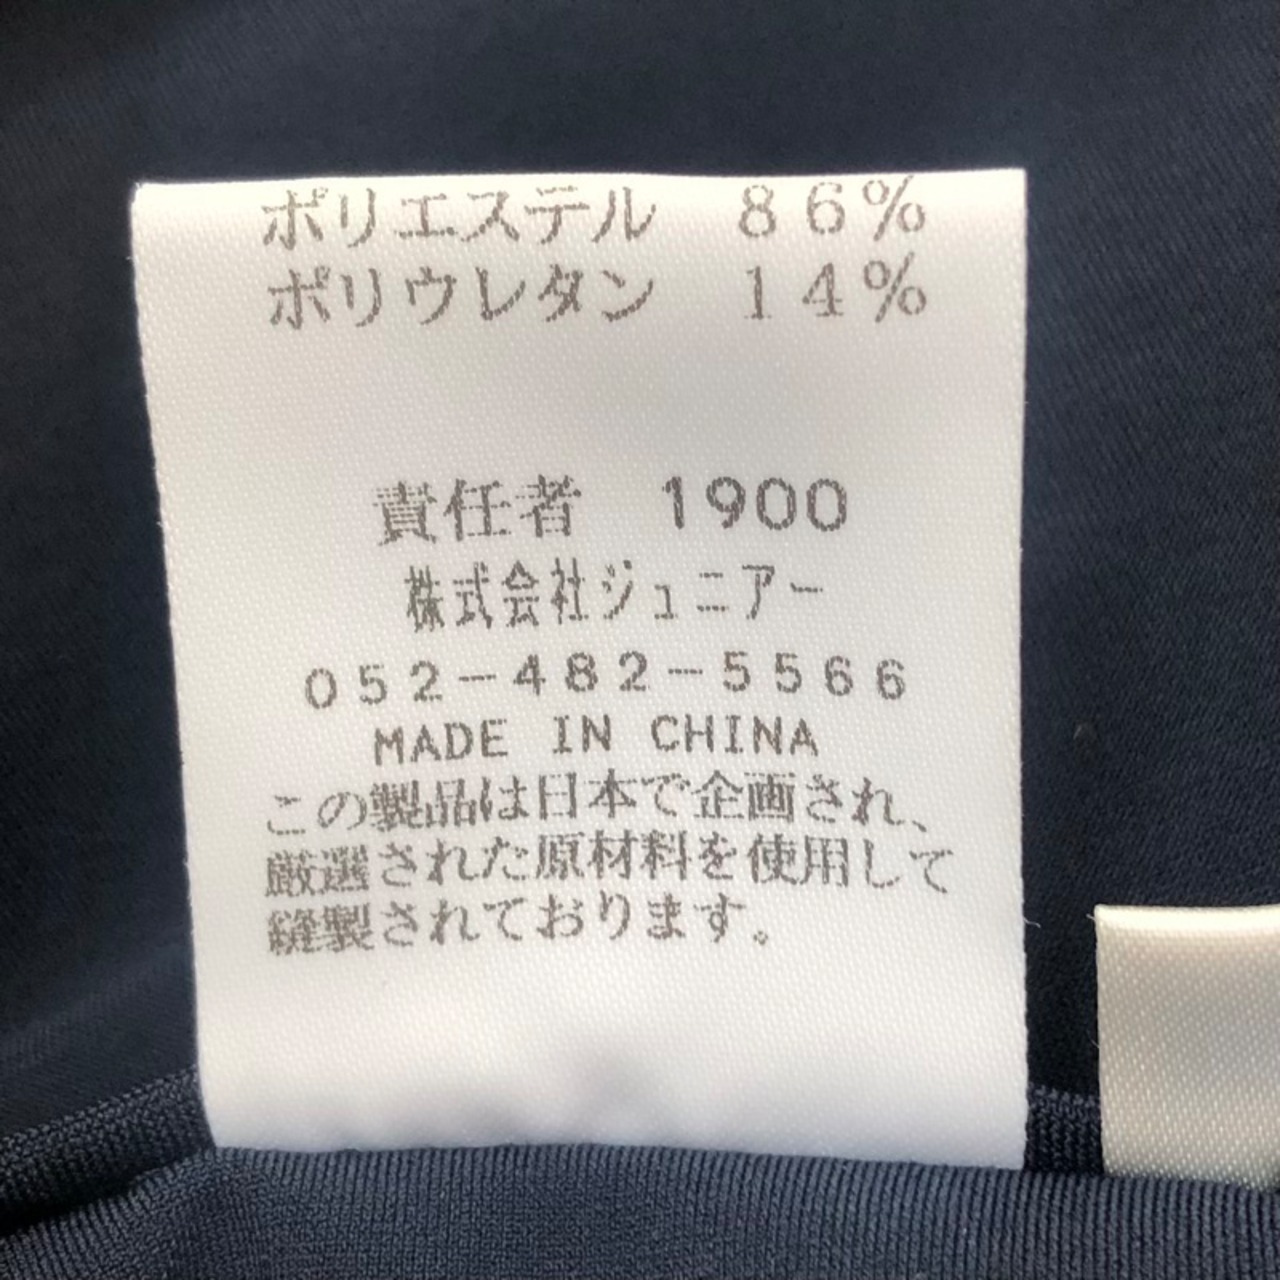 ポリエステル　８６％
ポリウレタン　１４％
責任者　1900
株式会社ジュニアー
052-482-5566
MADE IN CHINA
この製品は日本で企画され、
厳選された原材料を使用して
縫製されております。